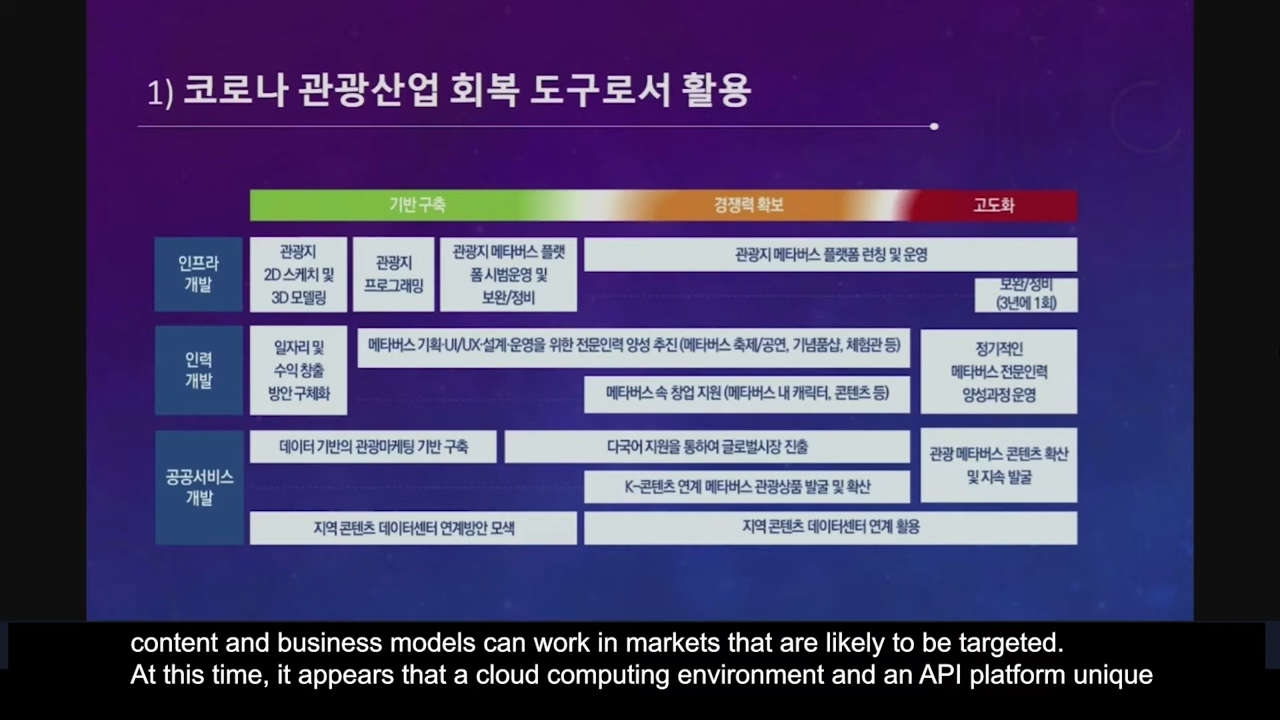 1) 코로나 관광산업 회복 도구로서 활용
기반 구축
경쟁력 확보
고도화
인프라
개발
관광지
2D 스케치 및
3D 모델링
관광지
프로그래밍
관광지 메타버스 플랫
폼 시범운영 및
보완/정비
관광지 메타버스 플랫폼 런칭 및 운영
보완/정비
(3년에 1회)
인력
개발
일자리 및
수익 창출
방안 구체화
메타버스 기획·UI/UX·설계·운영을 위한 전문인력 양성 추진 (메타버스 축제/공연, 기념품샵, 체험관 등)
메타버스 속 창업 지원 (메타버스 내 캐릭터, 콘텐츠 등)
정기적인
메타버스 전문인력
양성과정 운영
공공서비스
개발
데이터 기반의 관광마케팅 기반 구축
다국어 지원을 통하여 글로벌시장 진출
K-콘텐츠 연계 메타버스 관광상품 발굴 및 확산
관광 메타버스 콘텐츠 확산
및 지속 발굴
지역 콘텐츠 데이터센터 연계방안 모색
지역 콘텐츠 데이터센터 연계 활용
content and business models can work in markets that are likely to be targeted.
At this time, it appears that a cloud computing environment and an API platform unique